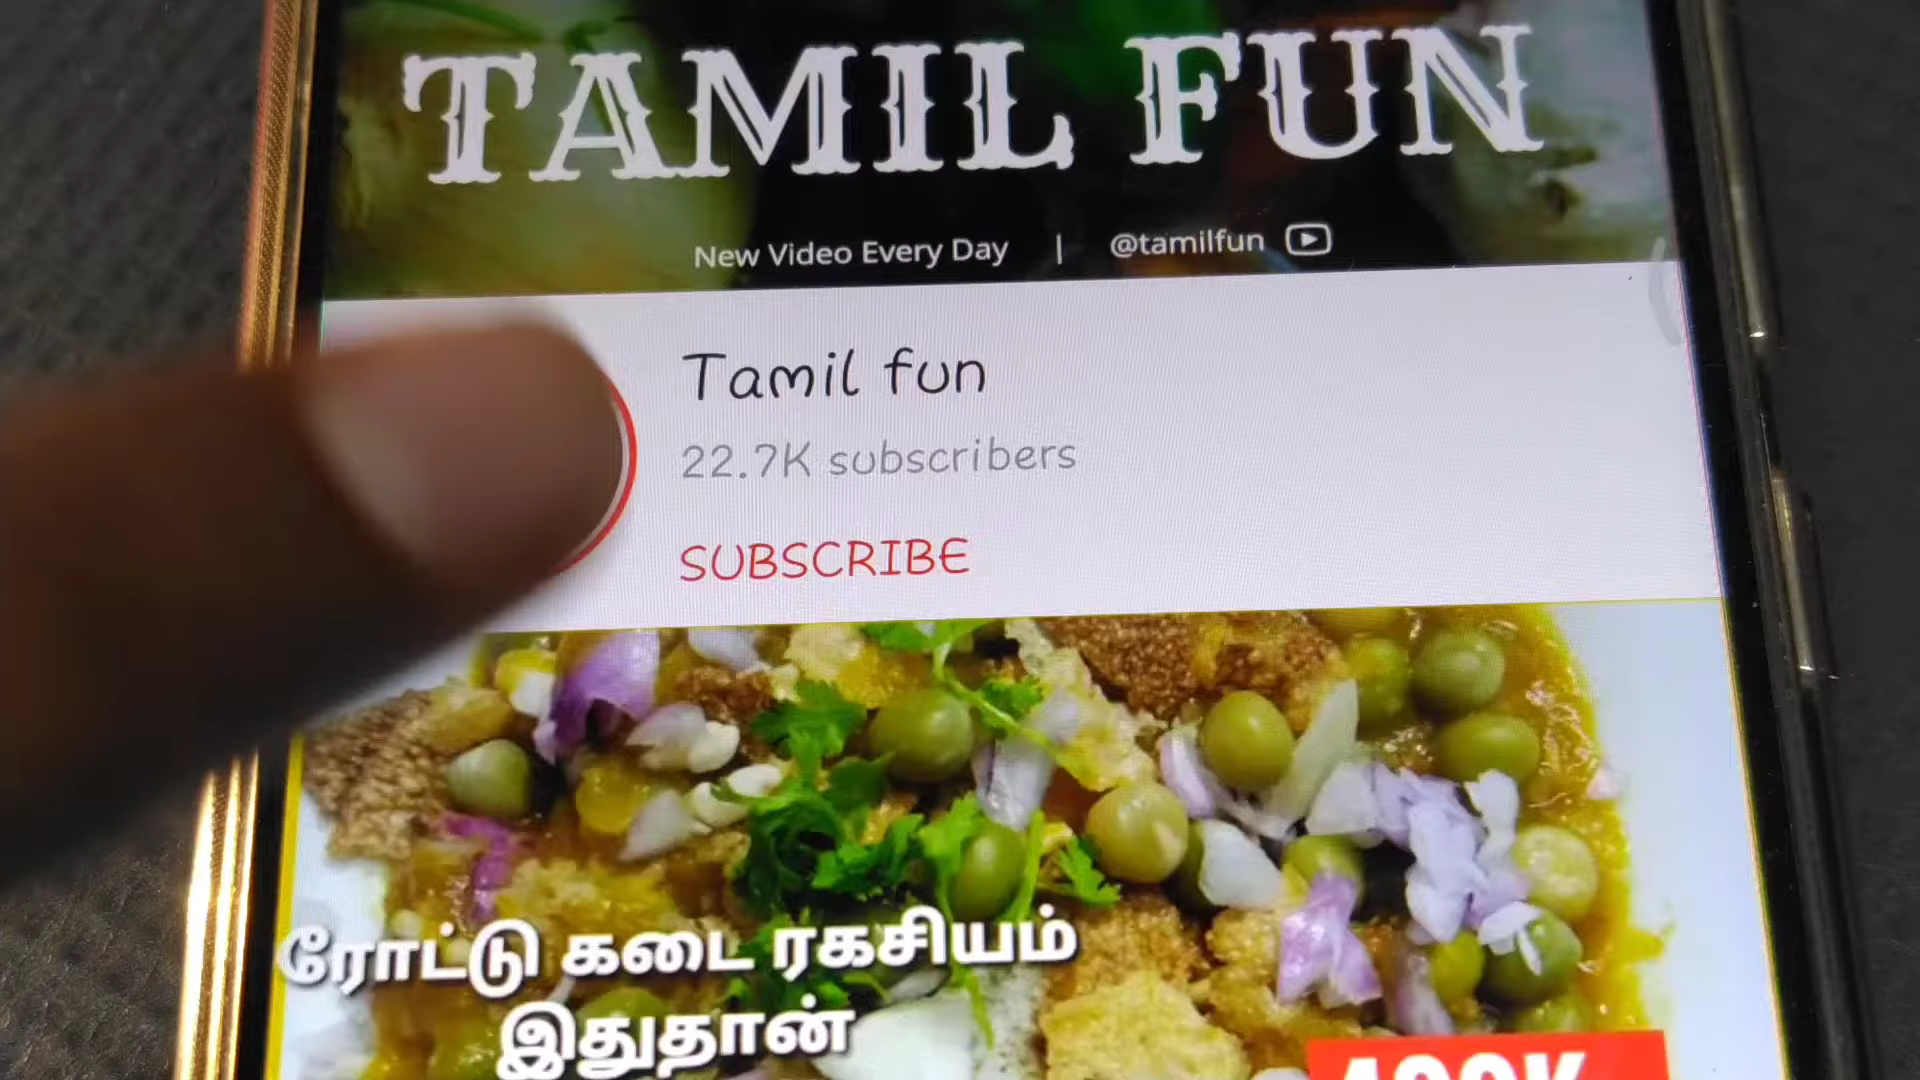 TAMIL FUN
New Video Every Day | @tamilfun
Tamil fun
22.7K subscribers
SUBSCRIBE
ரோட்டு கடை ரகசியம்
இதுதான்